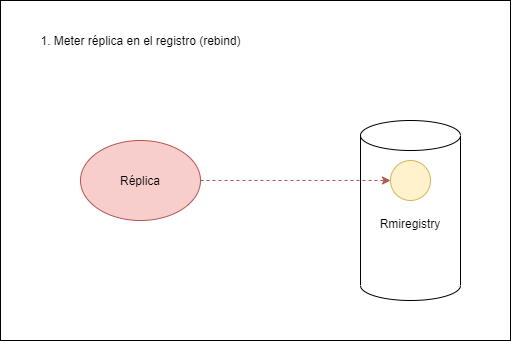 1. Meter réplica en el registro (rebind)
Réplica
Rmiregistry